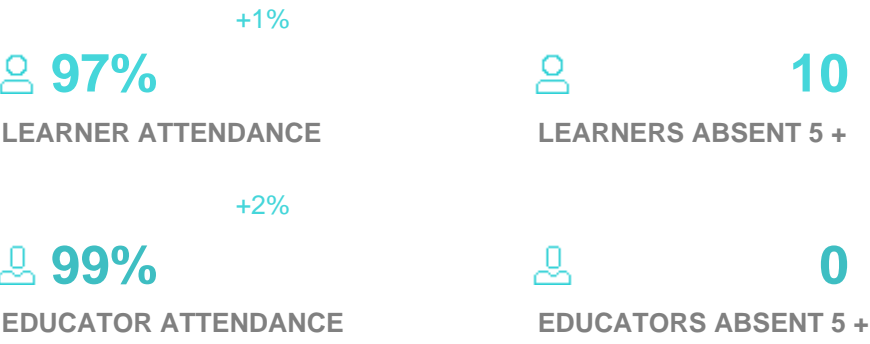 +1%
97% 10
LEARNER ATTENDANCE LEARNERS ABSENT 5 +
+2%
99% 0
EDUCATOR ATTENDANCE EDUCATORS ABSENT 5 +